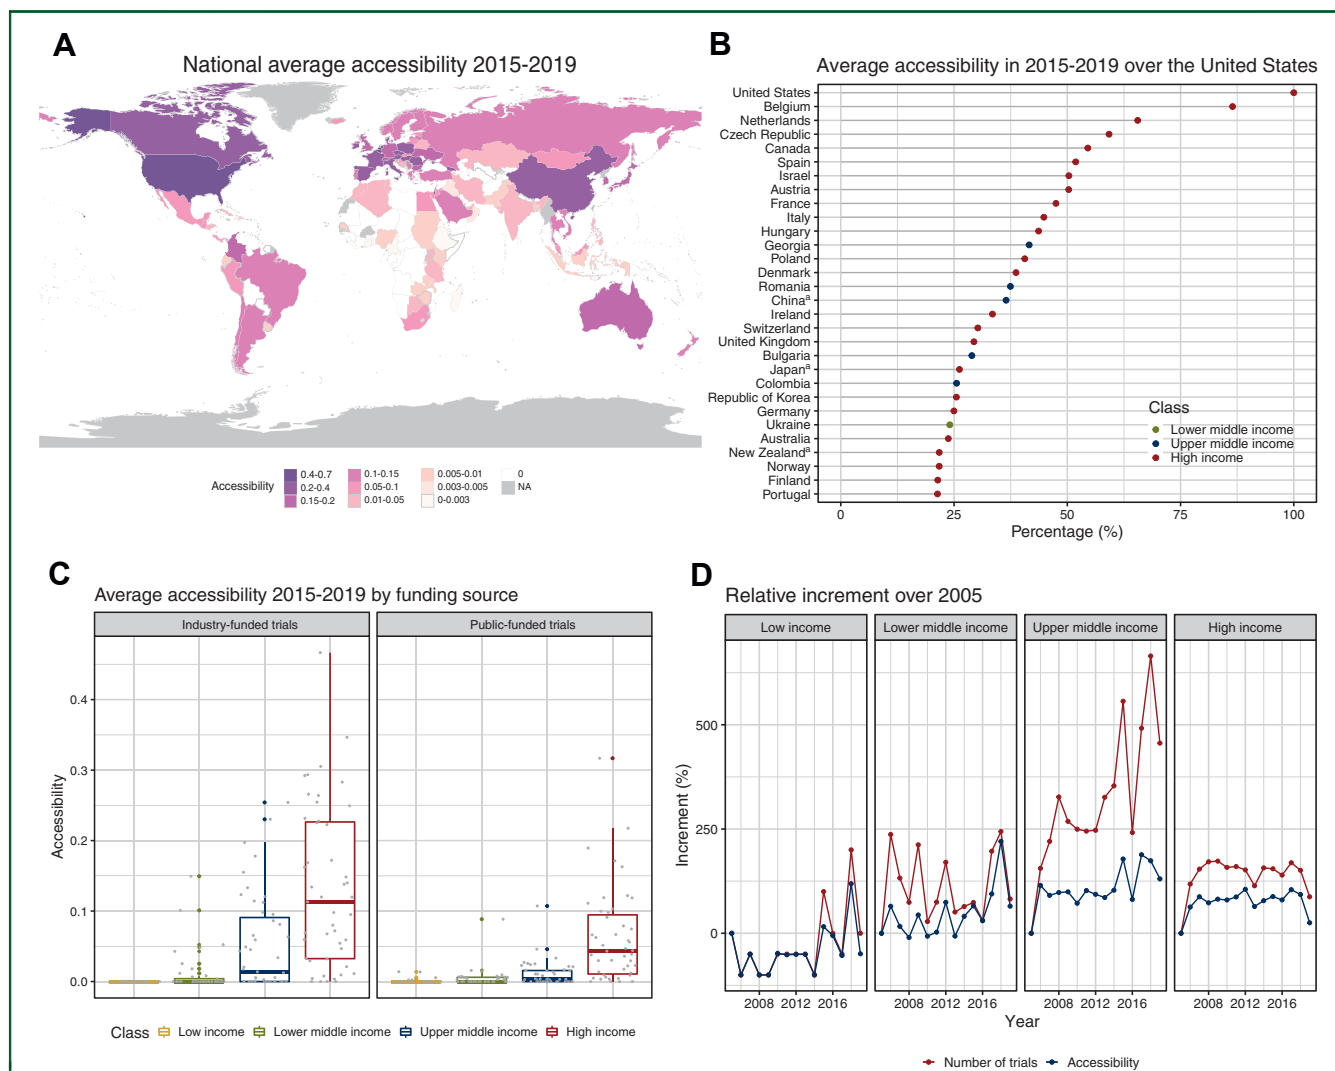 A
National average accessibility 2015-2019
Accessibility
0.4-0.7
0.2-0.4
0.15-0.2
0.1-0.15
0.05-0.1
0.01-0.05
0.005-0.01
0.003-0.005
0-0.003
0
NA
B
Average accessibility in 2015-2019 over the United States
United States
Belgium
Netherlands
Czech Republic
Canada
Spain
Israel
Austria
France
Italy
Hungary
Georgia
Poland
Denmark
Romania
Chinaª
Ireland
Switzerland
United Kingdom
Bulgaria
Japanª
Colombia
Republic of Korea
Germany
Ukraine
Australia
New Zealandª
Norway
Finland
Portugal
Class
Lower middle income
Upper middle income
High income
0 25 50 75 100
Percentage (%)
C
Average accessibility 2015-2019 by funding source
Industry-funded trials Public-funded trials
Accessibility
0.4
0.3
0.2
0.1
0.0
Class Low income Lower middle income Upper middle income High income
D
Relative increment over 2005
Low income Lower middle income Upper middle income High income
Increment (%)
500
250
0
2008 2012 2016 2008 2012 2016 2008 2012 2016 2008 2012 2016
Year
Number of trials Accessibility